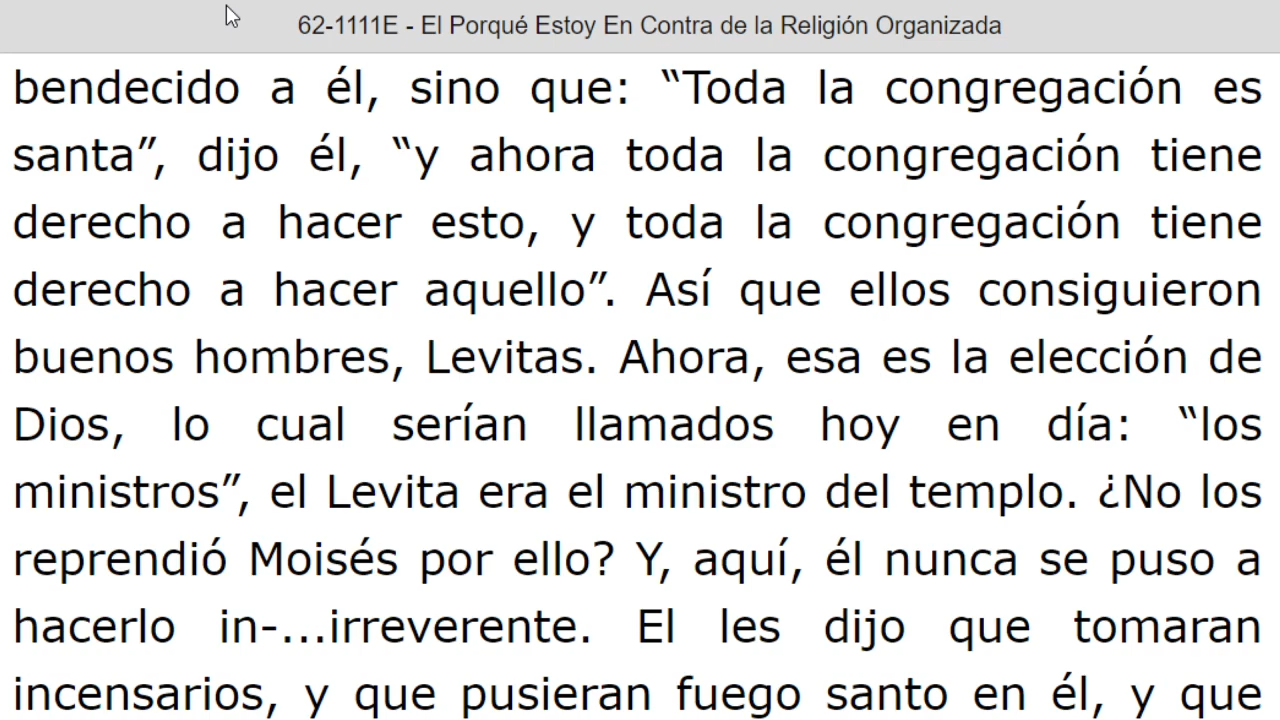 62-1111E - El Porqué Estoy En Contra de la Religión Organizada
bendecido a él, sino que: “Toda la congregación es
santa”, dijo él, “y ahora toda la congregación tiene
derecho a hacer esto, y toda la congregación tiene
derecho a hacer aquello”. Así que ellos consiguieron
buenos hombres, Levitas. Ahora, esa es la elección de
Dios, lo cual serían llamados hoy en día: “los
ministros”, el Levita era el ministro del templo. ¿No los
reprendió Moisés por ello? Y, aquí, él nunca se puso a
hacerlo in-...irreverente. El les dijo que tomaran
incensarios, y que pusieran fuego santo en él, y que